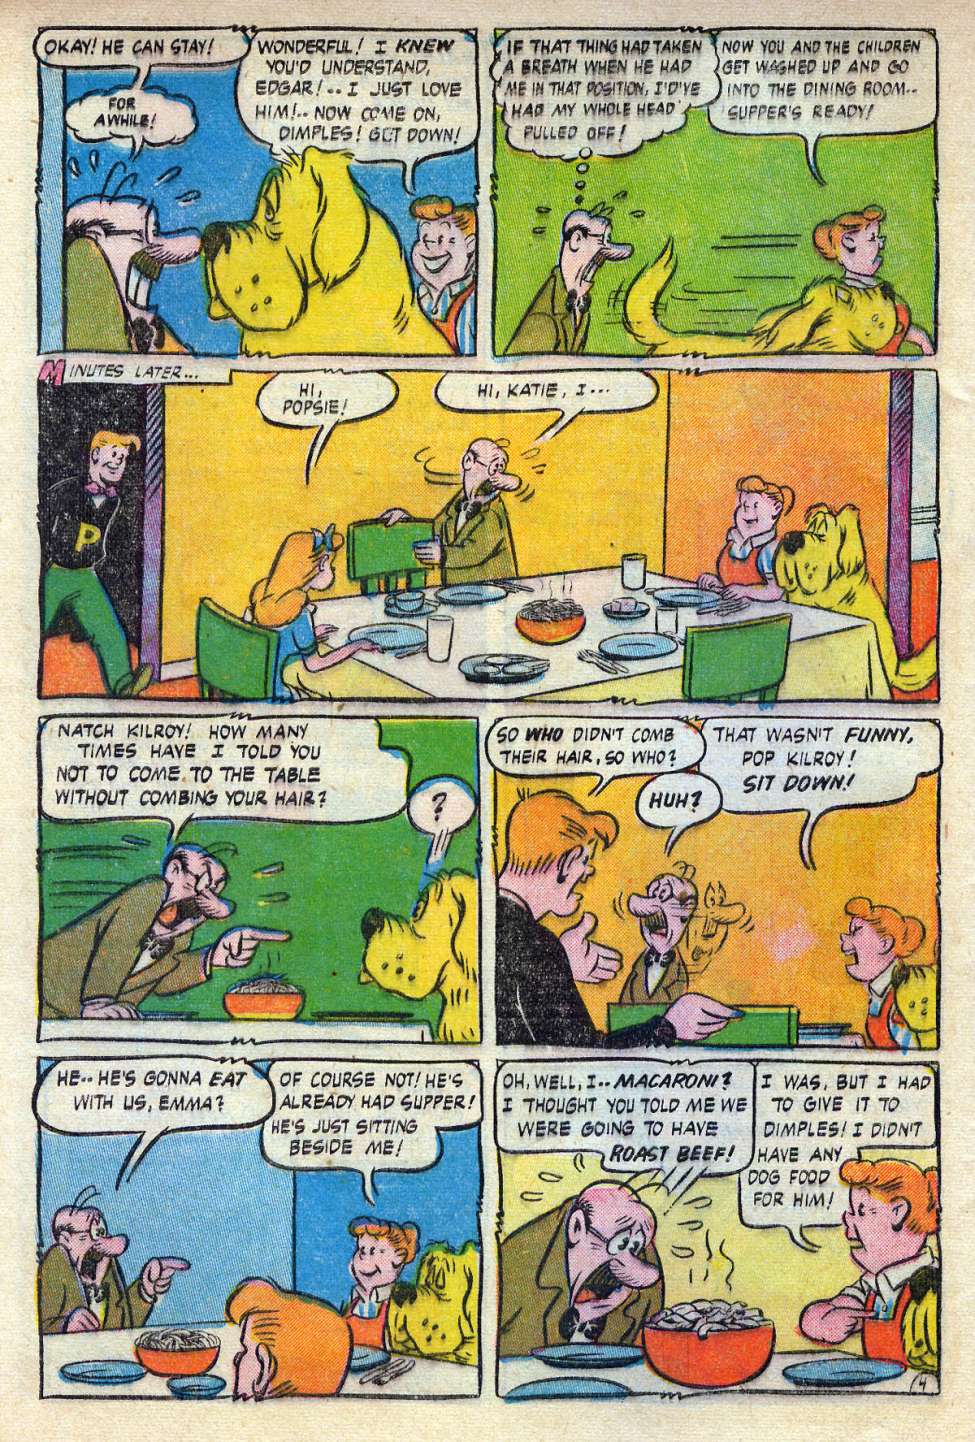 OKAY! HE CAN STAY!
FOR
AWHILE!
WONDERFUL! I KNEW
YOU'D UNDERSTAND,
EDGAR!-- I JUST LOVE
HIM!-- NOW COME ON,
DIMPLES! GET DOWN!
IF THAT THING HAD TAKEN
A BREATH WHEN HE HAD
ME IN THAT POSITION, I'D'VE
HAD MY WHOLE HEAD
PULLED OFF!
NOW YOU AND THE CHILDREN
GET WASHED UP AND GO
INTO THE DINING ROOM--
SUPPER'S READY!
MINUTES LATER...
HI,
POPSIE!
HI, KATIE, I---
P
NATCH KILROY! HOW MANY
TIMES HAVE I TOLD YOU
NOT TO COME TO THE TABLE
WITHOUT COMBING YOUR HAIR?
?
SO WHO DIDN'T COMB
THEIR HAIR, SO WHO?
HUH?
THAT WASN'T FUNNY,
POP KILROY!
SIT DOWN!
HE-- HE'S GONNA EAT
WITH US, EMMA?
OF COURSE NOT! HE'S
ALREADY HAD SUPPER!
HE'S JUST SITTING
BESIDE ME!
OH, WELL, I-- MACARONI?
I THOUGHT YOU TOLD ME WE
WERE GOING TO HAVE
ROAST BEEF!
I WAS, BUT I HAD
TO GIVE IT TO
DIMPLES! I DIDN'T
HAVE ANY
DOG FOOD
FOR HIM!
4